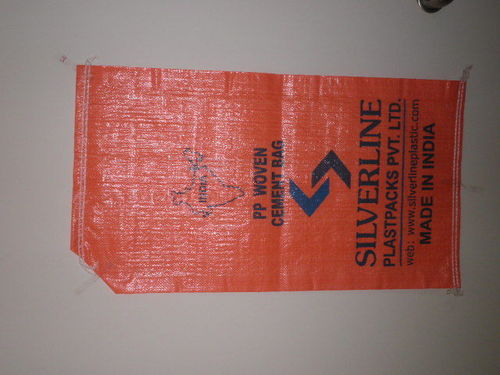 PP WOVEN
CEMENT BAG
SILVERLINE
PLASTPACKS PVT. LTD.
web: www.silverlineplastic.com
MADE IN INDIA